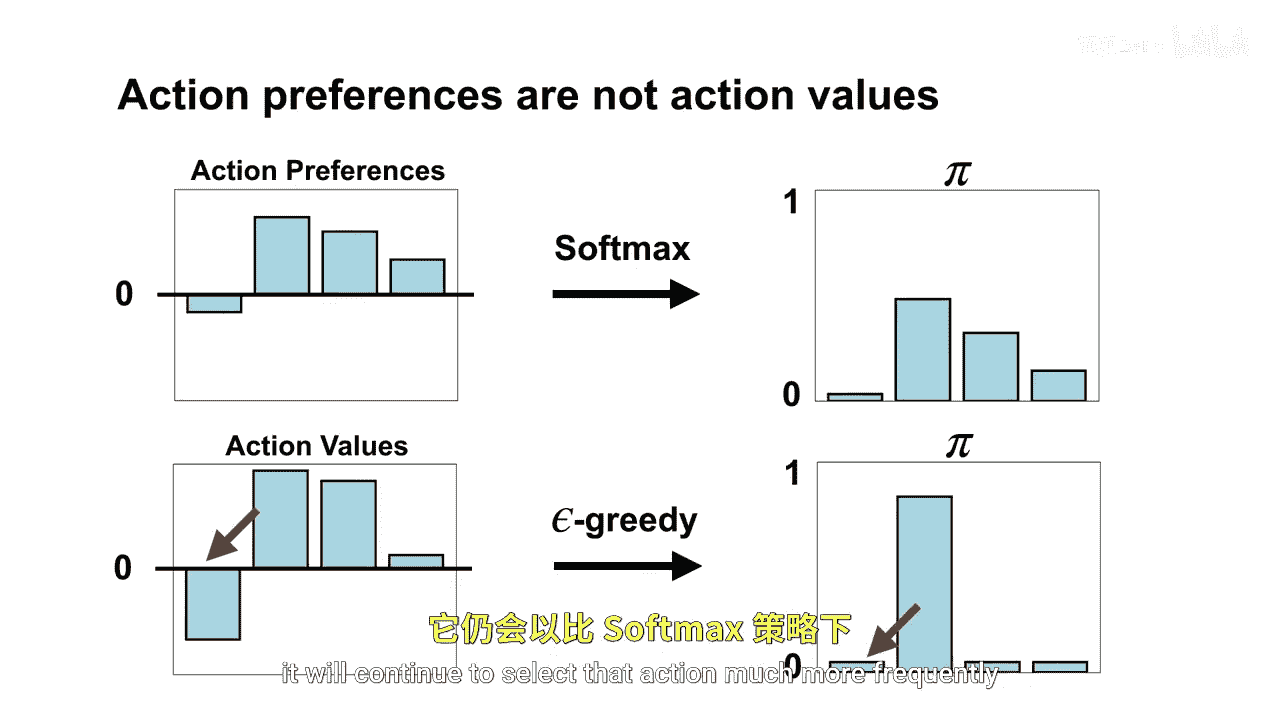 Action preferences are not action values
Action Preferences
0
Softmax
π
1
0
Action Values
0
ϵ-greedy
π
1
0
它仍会以比 Softmax 策略下
it will continue to select that action much more frequently